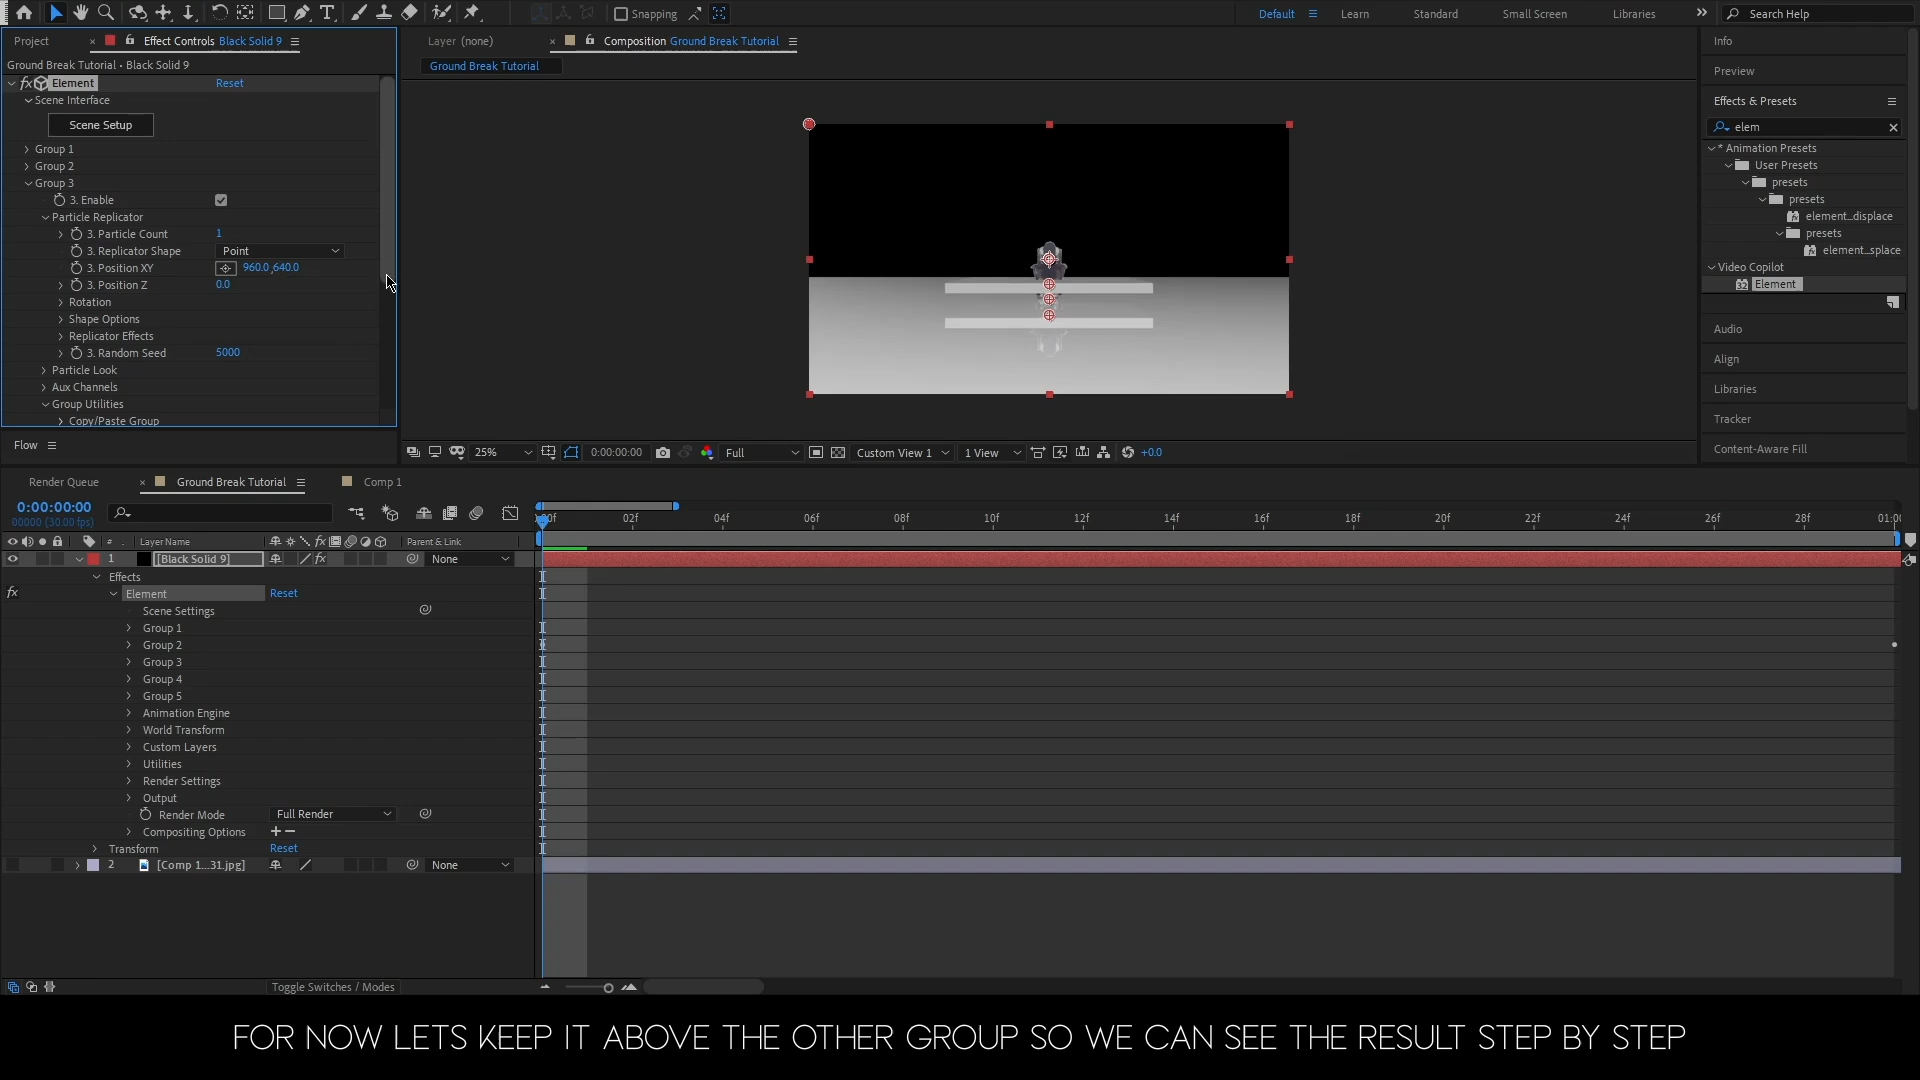 Snapping
Default
Learn
Standard
Small Screen
Libraries
Search Help
Project
Effect Controls Black Solid 9
Layer (none)
Composition Ground Break Tutorial
Info
Ground Break Tutorial • Black Solid 9
Ground Break Tutorial
Preview
Element
Reset
Effects & Presets
Scene Interface
Scene Setup
elem
Group 1
* Animation Presets
Group 2
User Presets
Group 3
presets
3. Enable
presets
Particle Replicator
element...displace
3. Particle Count
1
presets
3. Replicator Shape
Point
element...splace
3. Position XY
960.0,640.0
Video Copilot
3. Position Z
0.0
Element
Rotation
Shape Options
Audio
Replicator Effects
3. Random Seed
5000
Align
Particle Look
Aux Channels
Libraries
Group Utilities
Copy/Paste Group
Tracker
Flow
25%
0:00:00:00
Full
Custom View 1
1 View
+0.0
Content-Aware Fill
Render Queue
Ground Break Tutorial
Comp 1
0:00:00:00
00000 (30.00 fps)
02f
04f
06f
08f
10f
12f
14f
16f
18f
20f
22f
24f
26f
28f
# Layer Name
Parent & Link
1
[Black Solid 9]
None
Effects
Element
Reset
Scene Settings
Group 1
Group 2
Group 3
Group 4
Group 5
Animation Engine
World Transform
Custom Layers
Utilities
Render Settings
Output
Render Mode
Full Render
Compositing Options
Transform
Reset
2
[Comp 1...31.jpg]
None
Toggle Switches / Modes
FOR NOW LETS KEEP IT ABOVE THE OTHER GROUP SO WE CAN SEE THE RESULT STEP BY STEP